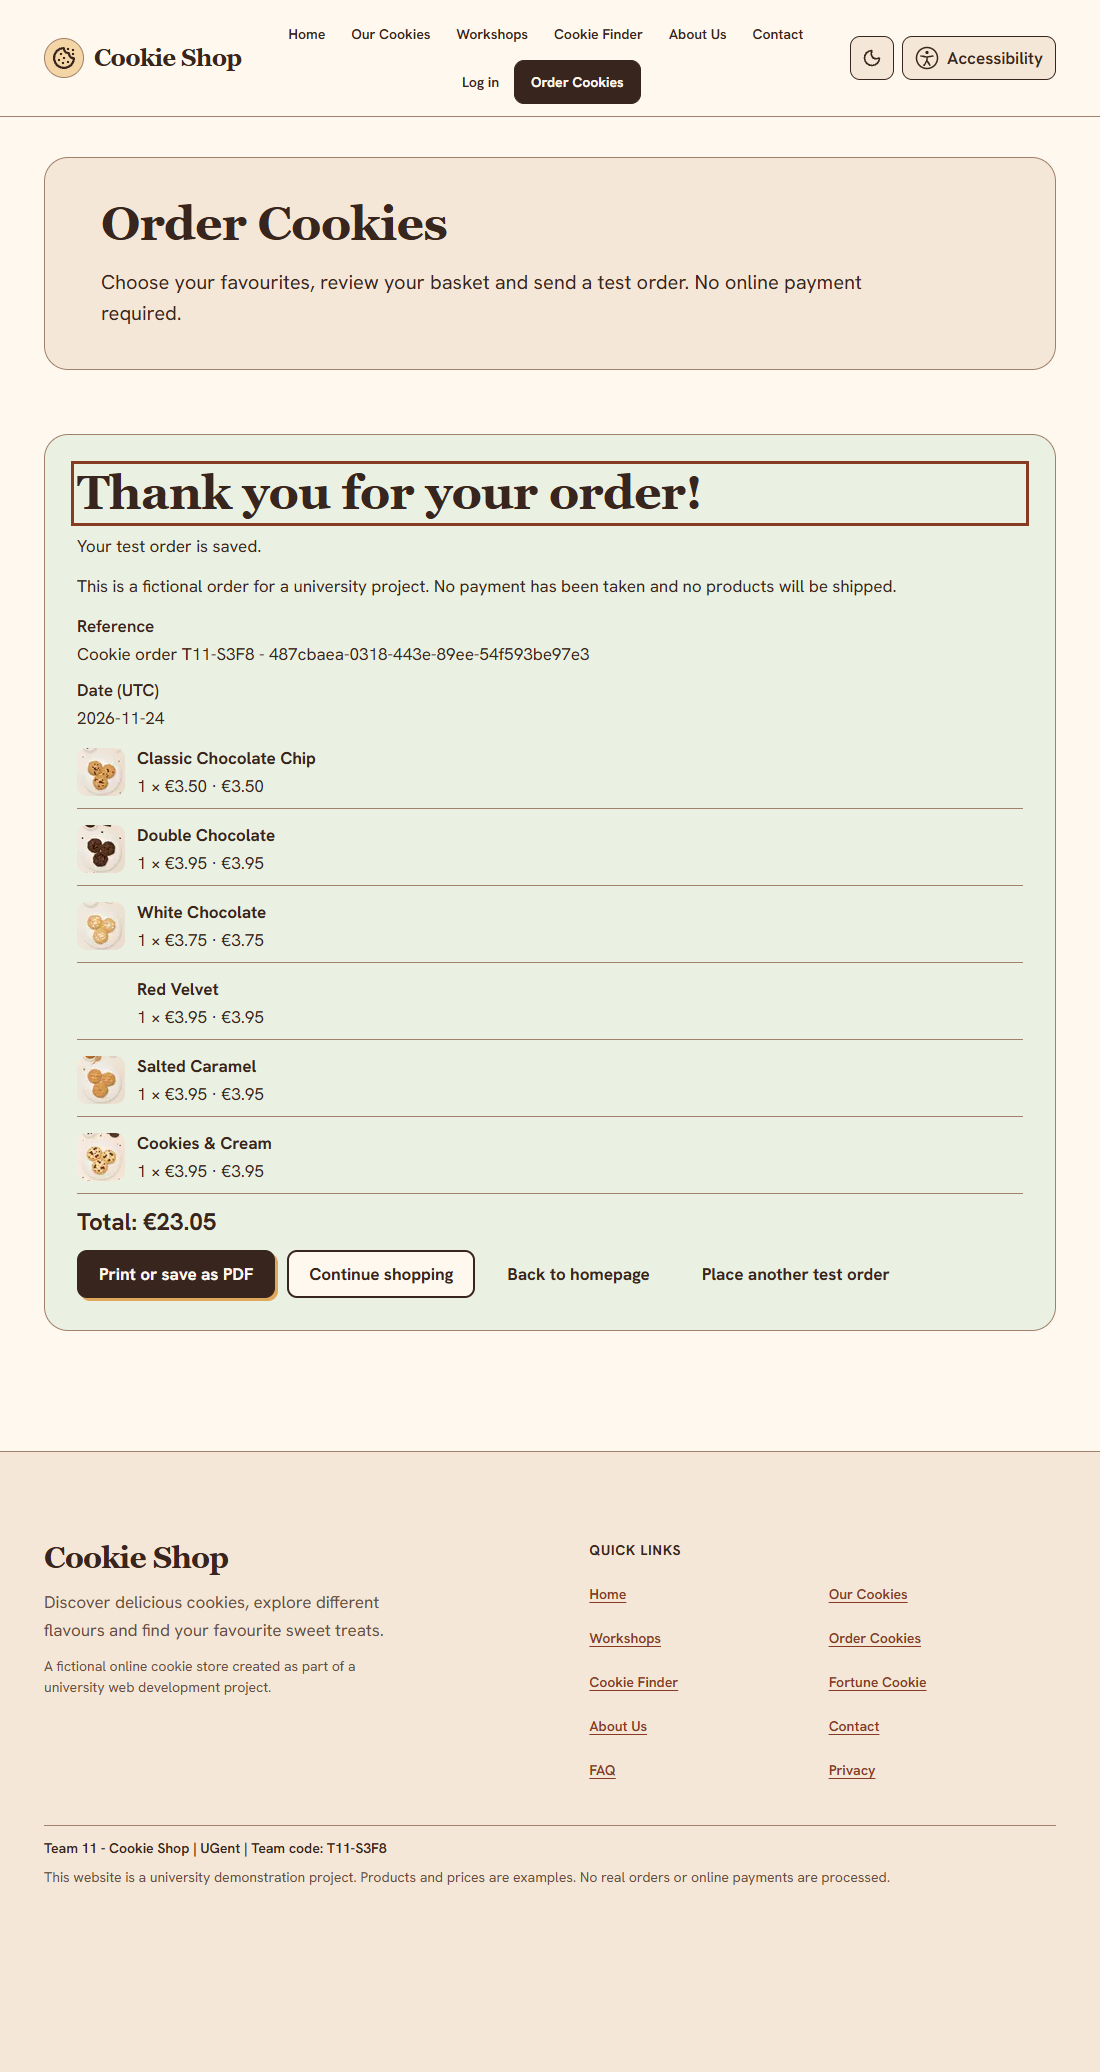 Cookie Shop
Home
Our Cookies
Workshops
Cookie Finder
About Us
Contact
Log in
Order Cookies
Accessibility
Order Cookies
Choose your favourites, review your basket and send a test order. No online payment
required.
Thank you for your order!
Your test order is saved.
This is a fictional order for a university project. No payment has been taken and no products will be shipped.
Reference
Cookie order T11-S3F8 - 487cbaea-0318-443e-89ee-54f593be97e3
Date (UTC)
2026-11-24
Classic Chocolate Chip
1 × €3.50 · €3.50
Double Chocolate
1 × €3.95 · €3.95
White Chocolate
1 × €3.75 · €3.75
Red Velvet
1 × €3.95 · €3.95
Salted Caramel
1 × €3.95 · €3.95
Cookies & Cream
1 × €3.95 · €3.95
Total: €23.05
Print or save as PDF
Continue shopping
Back to homepage
Place another test order
Cookie Shop
Discover delicious cookies, explore different
flavours and find your favourite sweet treats.
A fictional online cookie store created as part of a
university web development project.
QUICK LINKS
Home
Our Cookies
Workshops
Order Cookies
Cookie Finder
Fortune Cookie
About Us
Contact
FAQ
Privacy
Team 11 - Cookie Shop | UGent | Team code: T11-S3F8
This website is a university demonstration project. Products and prices are examples. No real orders or online payments are processed.